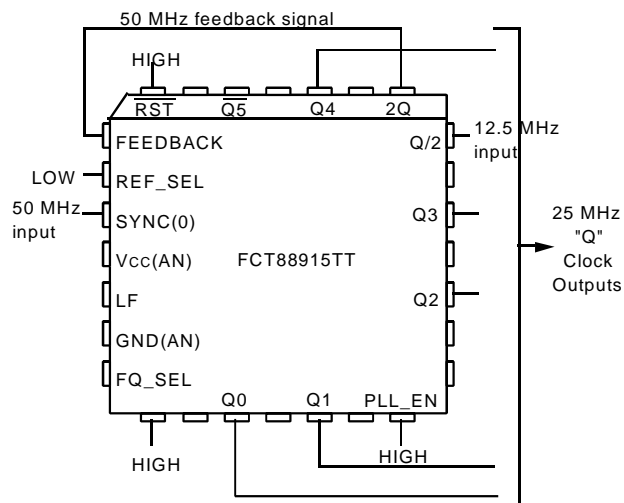 50 MHz feedback signal
HIGH
RST
Q5
Q4
2Q
FEEDBACK
Q/2
12.5 MHz
input
LOW
REF_SEL
50 MHz
input
SYNC(0)
Q3
VCC(AN)
FCT88915TT
25 MHz
"Q"
Clock
Outputs
LF
Q2
GND(AN)
FQ_SEL
Q0
Q1
PLL_EN
HIGH
HIGH